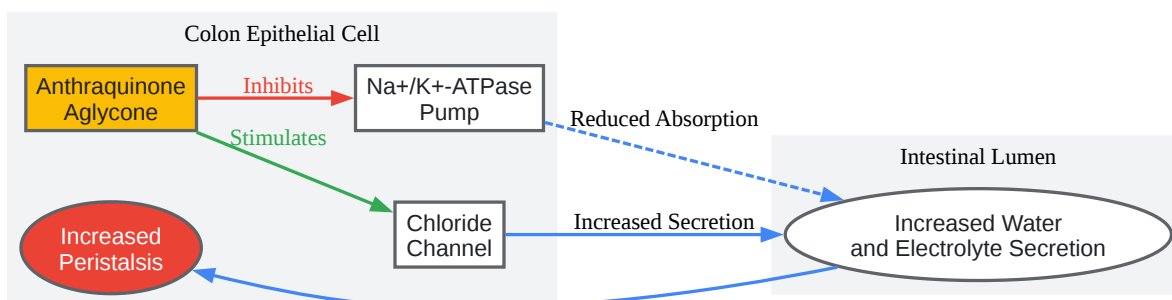 Colon Epithelial Cell
Anthraquinone
Aglycone
Inhibits
Na+/K+-ATPase
Pump
Stimulates
Reduced Absorption
Intestinal Lumen
Increased
Peristalsis
Chloride
Channel
Increased Secretion
Increased Water
and Electrolyte Secretion